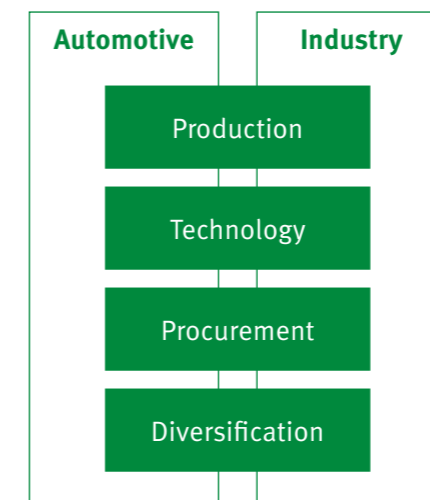 Automotive
Industry
Production
Technology
Procurement
Diversification